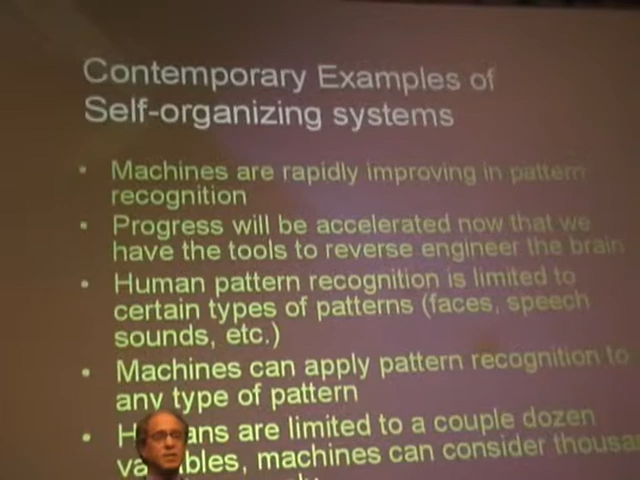 Contemporary Examples of
Self-organizing systems
• Machines are rapidly improving in pattern
recognition
• Progress will be accelerated now that we
have the tools to reverse engineer the brain
• Human pattern recognition is limited to
certain types of patterns (faces, speech
sounds, etc.)
• Machines can apply pattern recognition to
any type of pattern
• are limited to a couple dozen
machines can consider